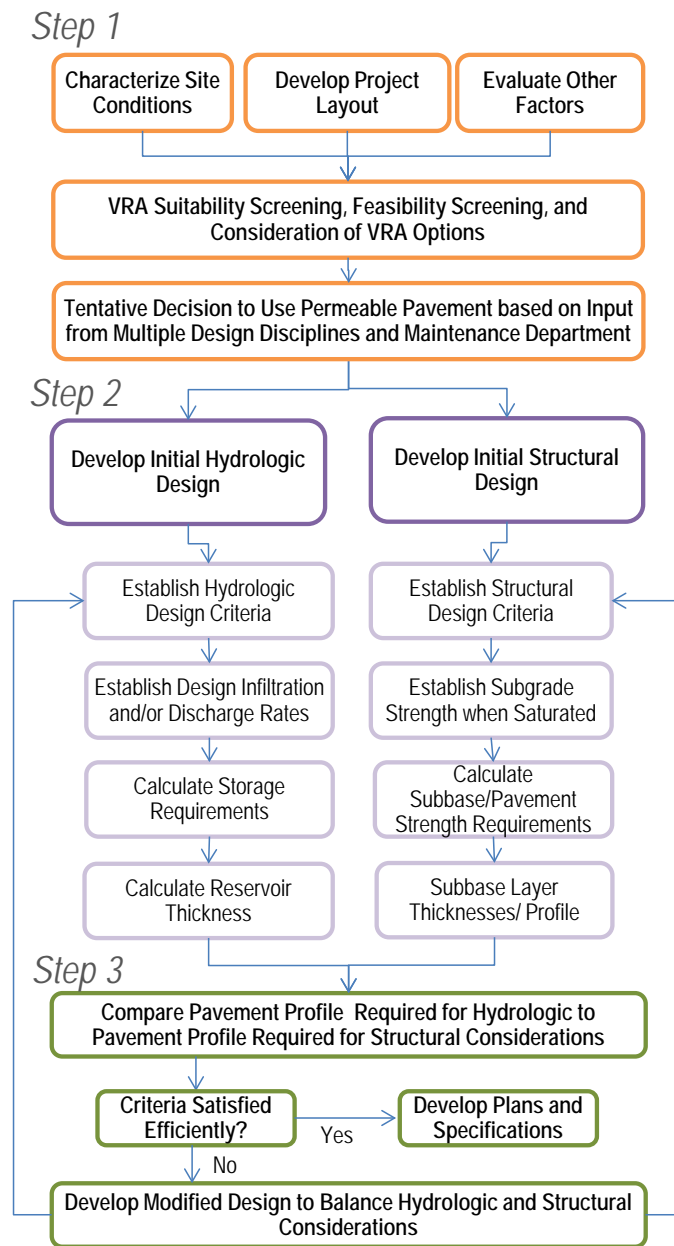 Step 1
Characterize Site
Conditions
Develop Project
Layout
Evaluate Other
Factors
VRA Suitability Screening, Feasibility Screening, and
Consideration of VRA Options
Tentative Decision to Use Permeable Pavement based on Input
from Multiple Design Disciplines and Maintenance Department
Step 2
Develop Initial Hydrologic
Design
Develop Initial Structural
Design
Establish Hydrologic
Design Criteria
Establish Structural
Design Criteria
Establish Design Infiltration
and/or Discharge Rates
Establish Subgrade
Strength when Saturated
Calculate Storage
Requirements
Calculate
Subbase/Pavement
Strength Requirements
Calculate Reservoir
Thickness
Subbase Layer
Thicknesses/ Profile
Step 3
Compare Pavement Profile Required for Hydrologic to
Pavement Profile Required for Structural Considerations
Criteria Satisfied
Efficiently?
Yes
Develop Plans and
Specifications
No
Develop Modified Design to Balance Hydrologic and Structural
Considerations